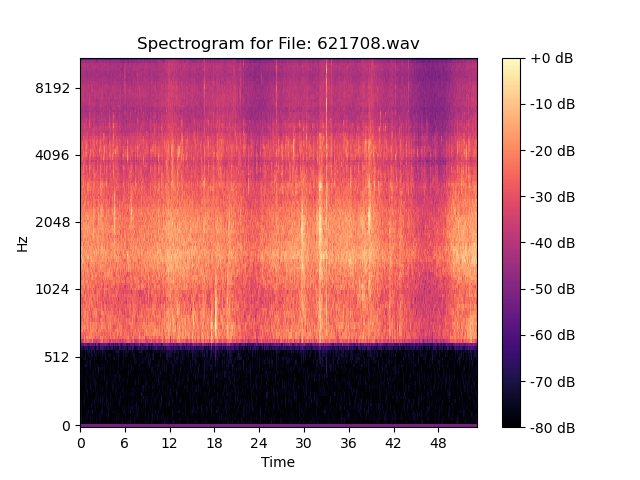 Spectrogram for File: 621708.wav
8192
4096
2048
1024
512
0
Hz
0 6 12 18 24 30 36 42 48
Time
+0 dB
-10 dB
-20 dB
-30 dB
-40 dB
-50 dB
-60 dB
-70 dB
-80 dB